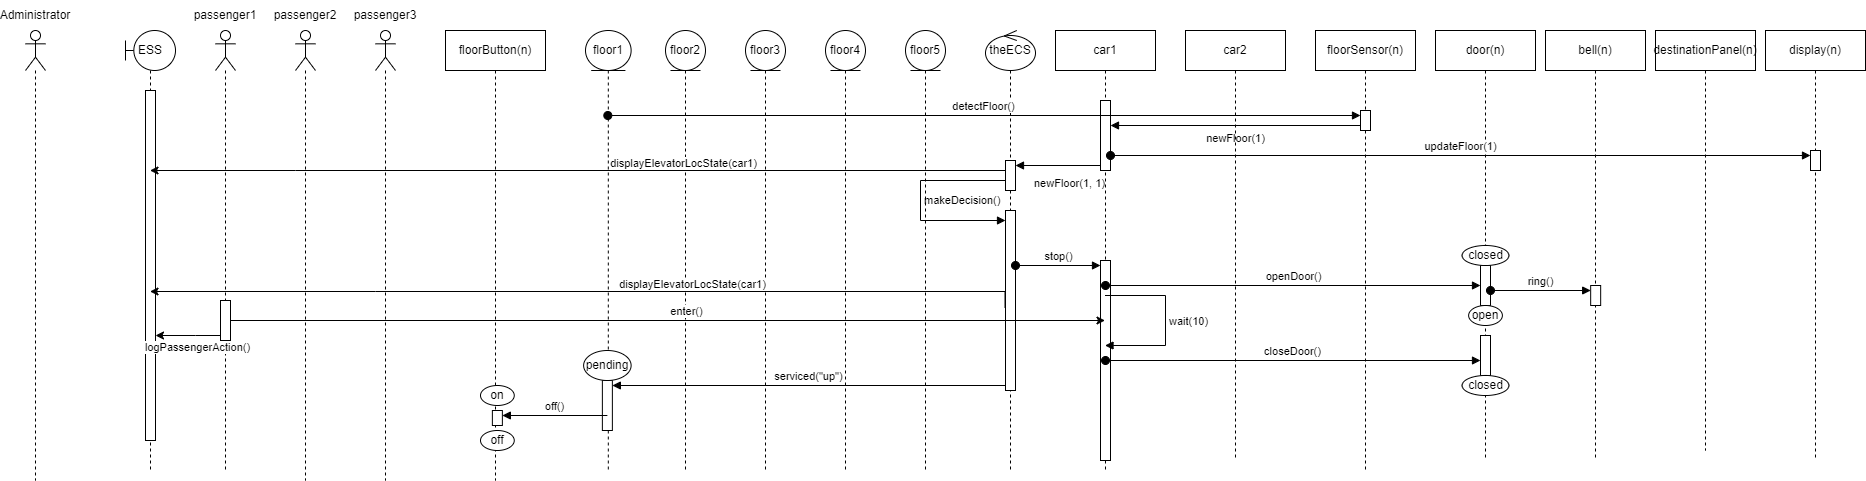 Administrator
passenger1
passenger2
passenger3
ESS
floorButton(n)
floor1
floor2
floor3
floor4
floor5
theECS
car1
car2
floorSensor(n)
door(n)
bell(n)
destinationPanel(n)
display(n)
detectFloor()
newFloor(1)
updateFloor(1)
displayElevatorLocState(car1)
newFloor(1, 1)
makeDecision()
closed
stop()
openDoor()
ring()
displayElevatorLocState(car1)
enter()
open
wait(10)
logPassengerAction()
closeDoor()
pending
serviced("up")
closed
on
off()
off